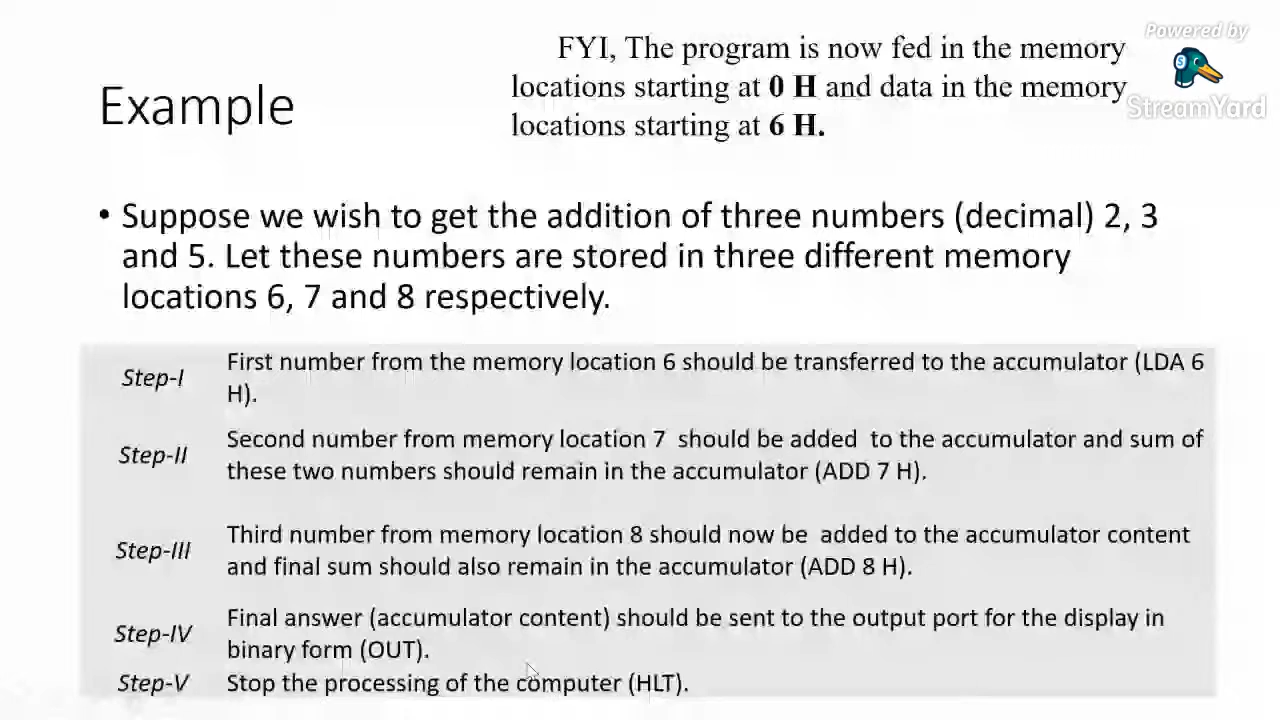 Powered by
StreamYard
FYI, The program is now fed in the memory
locations starting at 0 H and data in the memory
locations starting at 6 H.
Example
• Suppose we wish to get the addition of three numbers (decimal) 2, 3
and 5. Let these numbers are stored in three different memory
locations 6, 7 and 8 respectively.
Step-I
First number from the memory location 6 should be transferred to the accumulator (LDA 6
H).
Step-II
Second number from memory location 7 should be added to the accumulator and sum of
these two numbers should remain in the accumulator (ADD 7 H).
Step-III
Third number from memory location 8 should now be added to the accumulator content
and final sum should also remain in the accumulator (ADD 8 H).
Step-IV
Final answer (accumulator content) should be sent to the output port for the display in
binary form (OUT).
Step-V
Stop the processing of the computer (HLT).